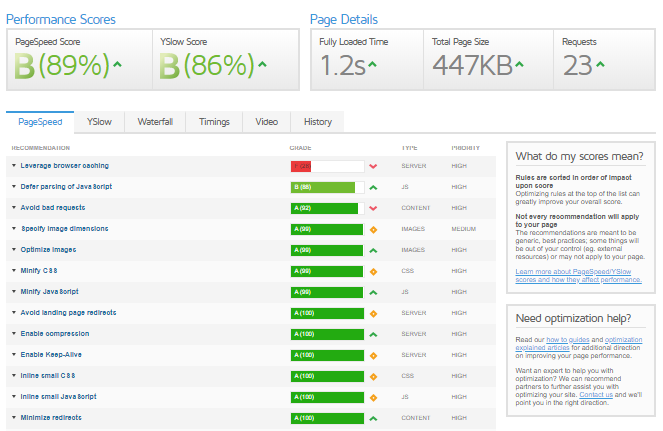 Performance Scores
Page Details
PageSpeed Score
B (89%)
YSlow Score
B (86%)
Fully Loaded Time
1.2s
Total Page Size
447KB
Requests
23
PageSpeed YSlow Waterfall Timings Video History
RECOMMENDATION GRADE TYPE PRIORITY
Leverage browser caching SERVER HIGH
Defer parsing of JavaScript B (88) JS HIGH
Avoid bad requests A (92) CONTENT HIGH
Specify image dimensions A (99) IMAGES MEDIUM
Optimize images A (99) IMAGES HIGH
Minify CSS A (99) CSS HIGH
Minify JavaScript A (99) JS HIGH
Avoid landing page redirects A (100) SERVER HIGH
Enable compression A (100) SERVER HIGH
Enable Keep-Alive A (100) SERVER HIGH
Inline small CSS A (100) CSS HIGH
Inline small JavaScript A (100) JS HIGH
Minimize redirects A (100) CONTENT HIGH
What do my scores mean?
Rules are sorted in order of impact
upon score
Optimizing rules at the top of the list can
greatly improve your overall score.
Not every recommendation will apply
to your page
The recommendations are meant to be
generic, best practices; some things will
be out of your control (eg. external
resources) or may not apply to your page.
Learn more about PageSpeed/YSlow
scores and how they affect performance.
Need optimization help?
Read our how to guides and optimization
explained articles for additional direction
on improving your page performance.
Want an expert to help you with
optimization? We can recommend
partners to further assist you with
optimizing your site. Contact us and we'll
point you in the right direction.